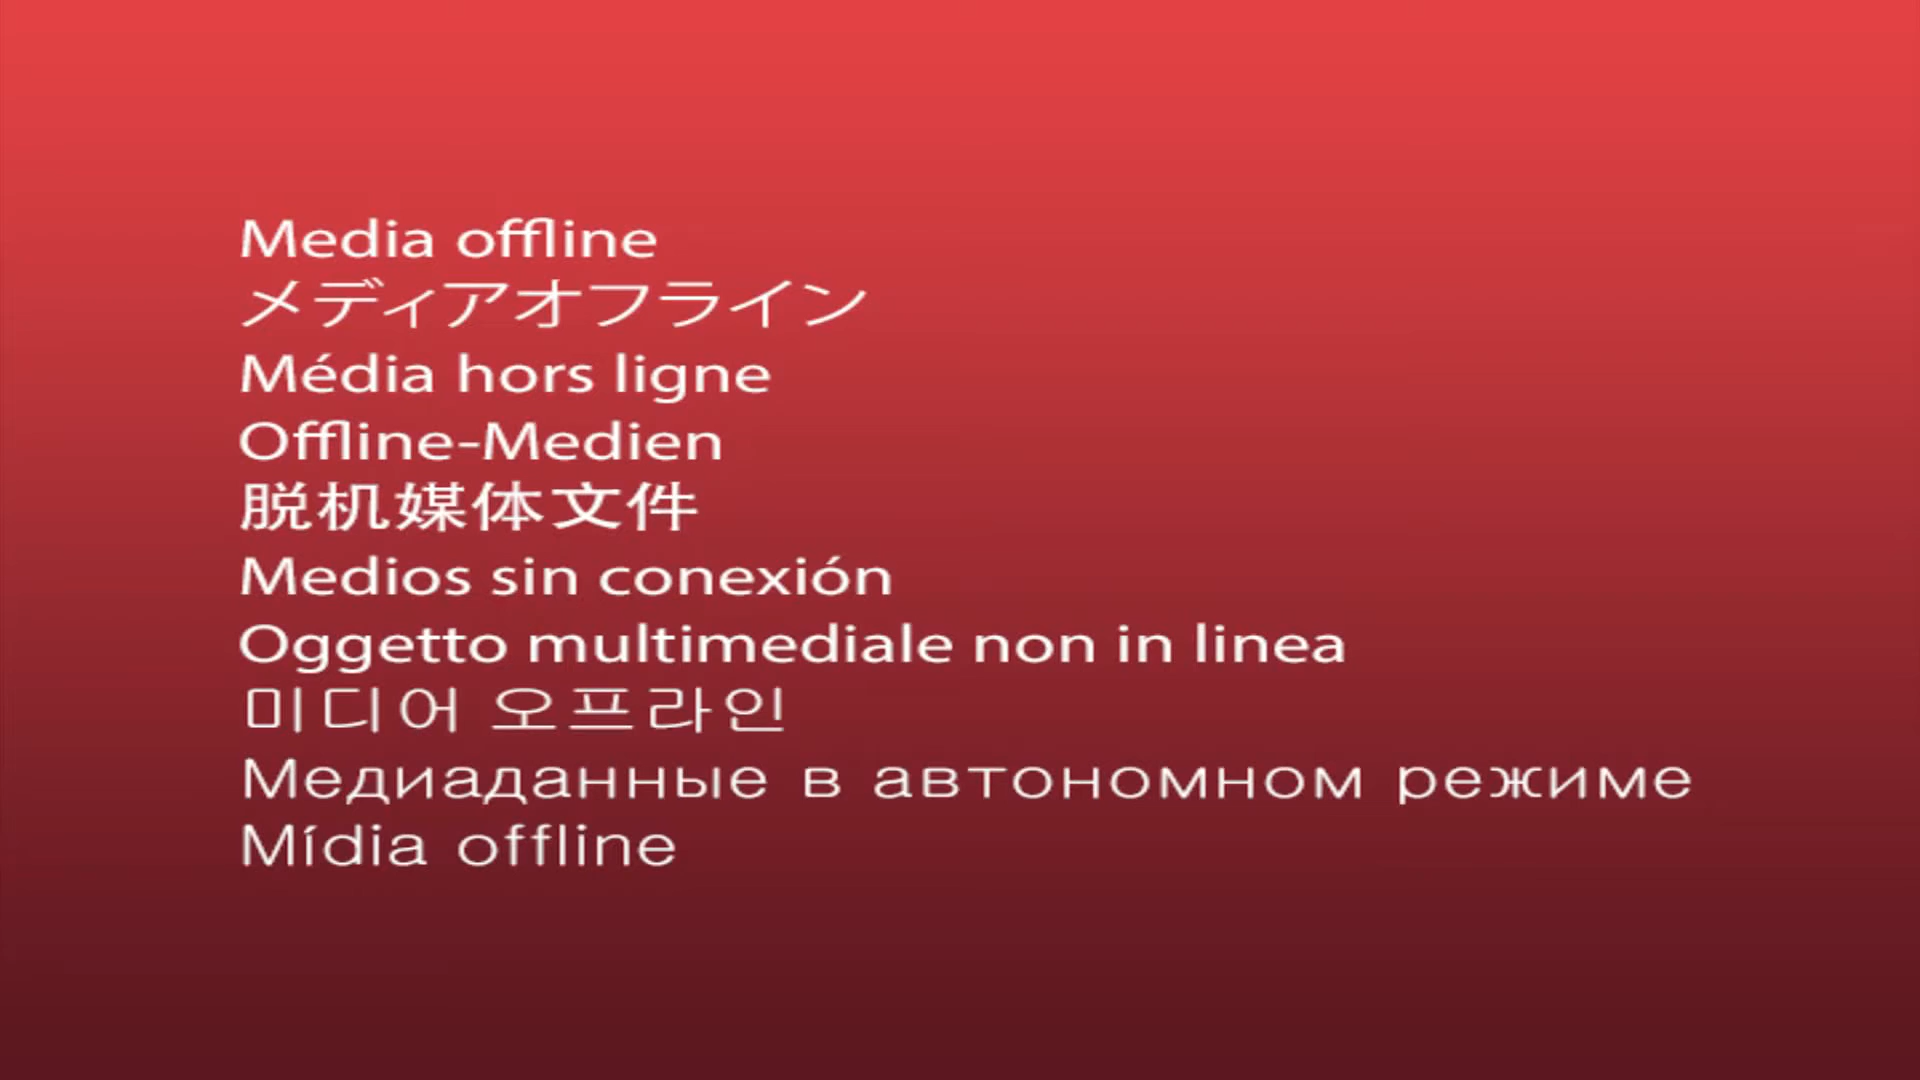 Media offline
メディアオフライン
Média hors ligne
Offline-Medien
脱机媒体文件
Medios sin conexión
Oggetto multimediale non in linea
미디어 오프라인
Медиаданные в автономном режиме
Mídia offline